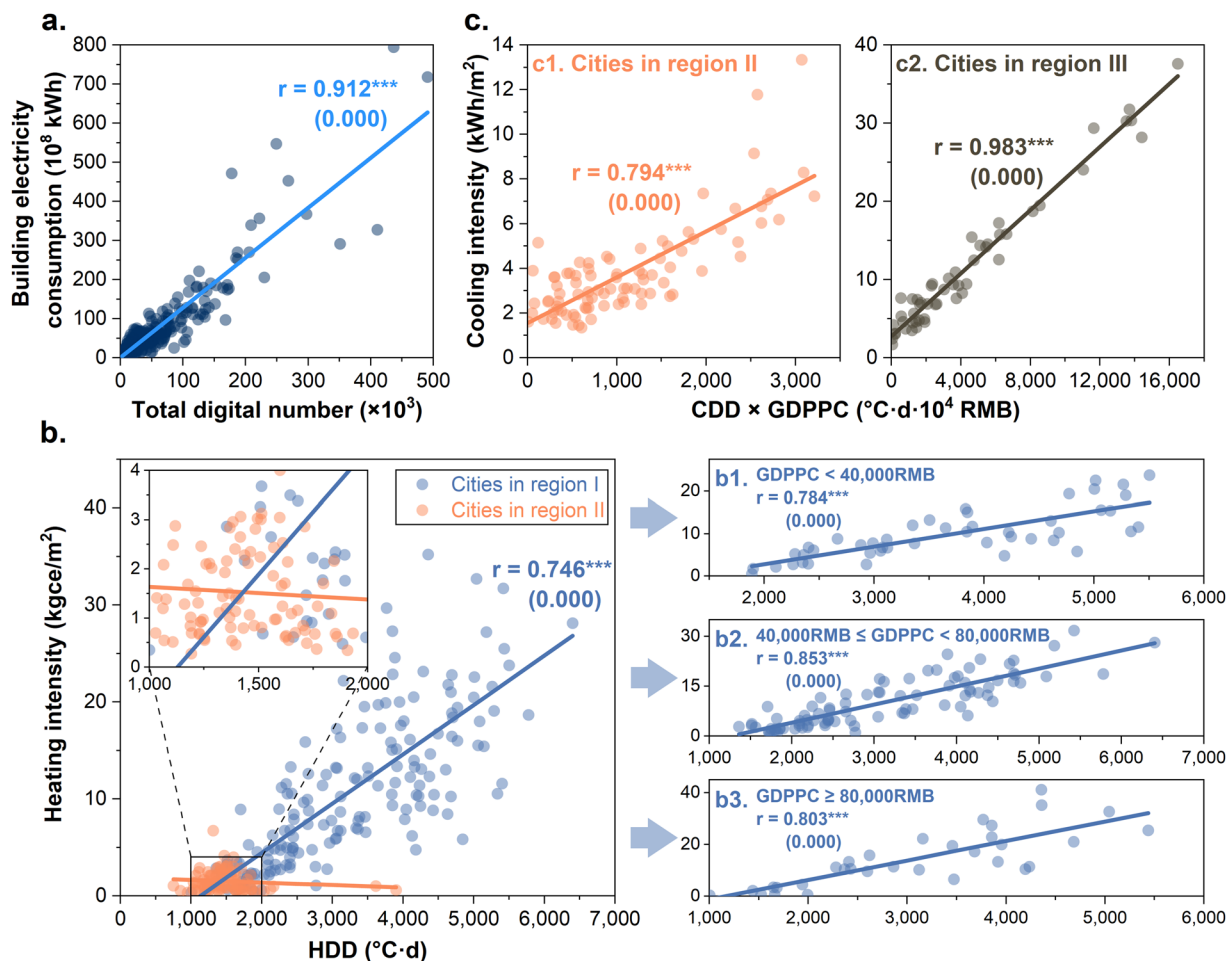 a.
Building electricity
consumption (10⁸ kWh)
800
700
600
500
400
300
200
100
0
r = 0.912***
(0.000)
0 100 200 300 400 500
Total digital number (×10³)
c.
Cooling intensity (kWh/m²)
14
12
10
8
6
4
2
0
c1. Cities in region II
r = 0.794***
(0.000)
0 1,000 2,000 3,000
40
30
20
10
0
c2. Cities in region III
r = 0.983***
(0.000)
0 4,000 8,000 12,000 16,000
CDD × GDPPC (°C·d·10⁴ RMB)
b.
Heating intensity (kgce/m²)
40
30
20
10
0
4
3
2
1
0
1,000 1,500 2,000
Cities in region I
Cities in region II
r = 0.746***
(0.000)
0 1,000 2,000 3,000 4,000 5,000 6,000 7,000
HDD (°C·d)
b1. GDPPC < 40,000RMB
r = 0.784***
(0.000)
20
10
0
2,000 3,000 4,000 5,000 6,000
b2. 40,000RMB ≤ GDPPC < 80,000RMB
r = 0.853***
(0.000)
30
15
0
1,000 2,000 3,000 4,000 5,000 6,000 7,000
b3. GDPPC ≥ 80,000RMB
r = 0.803***
(0.000)
40
20
0
1,000 2,000 3,000 4,000 5,000 6,000